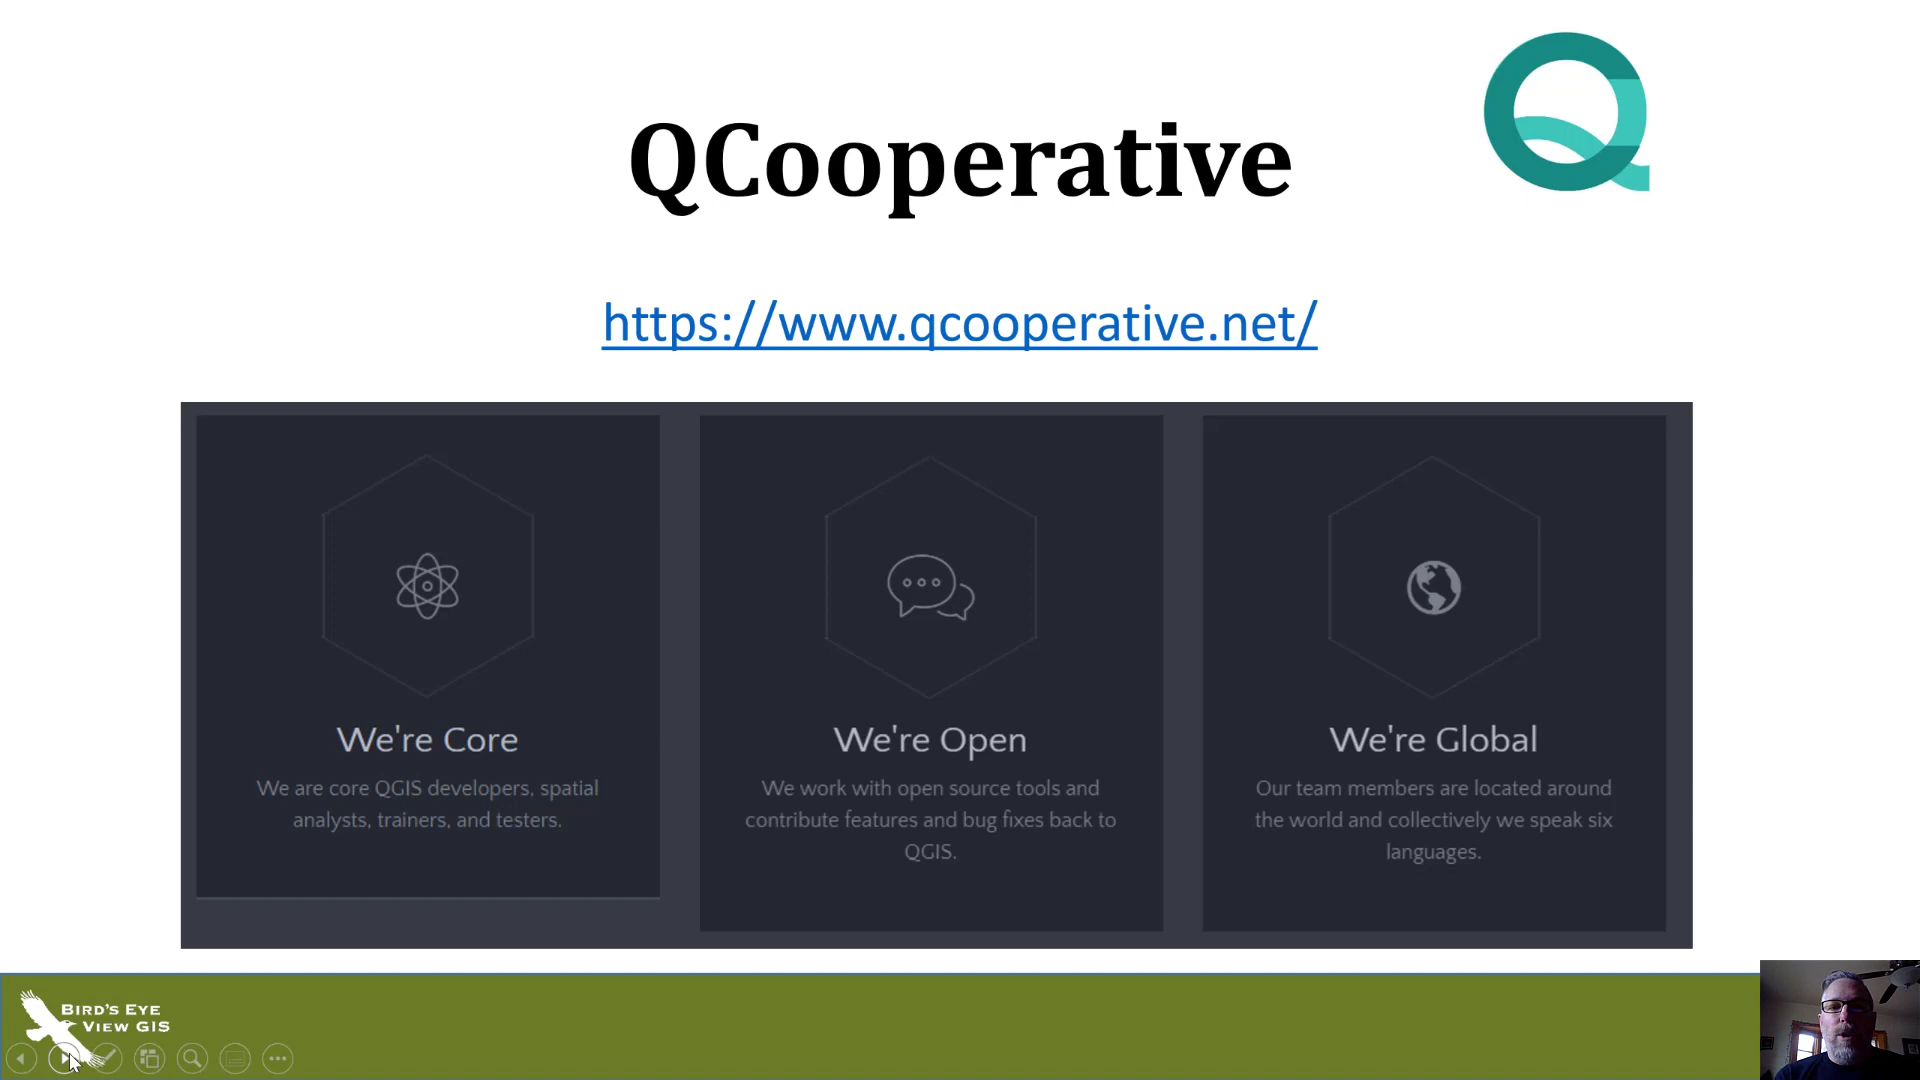 QCooperative
https://www.qcooperative.net/
We're Core
We are core QGIS developers, spatial
analysts, trainers, and testers.
We're Open
We work with open source tools and
contribute features and bug fixes back to
QGIS.
We're Global
Our team members are located around
the world and collectively we speak six
languages.
BIRD'S EYE
VIEW GIS